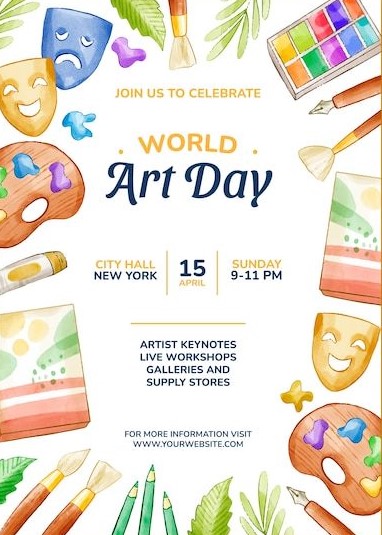 JOIN US TO CELEBRATE
. WORLD .
Art Day
CITY HALL
NEW YORK
15
APRIL
SUNDAY
9-11 PM
ARTIST KEYNOTES
LIVE WORKSHOPS
GALLERIES AND
SUPPLY STORES
FOR MORE INFORMATION VISIT
WWW.YOURWEBSITE.COM